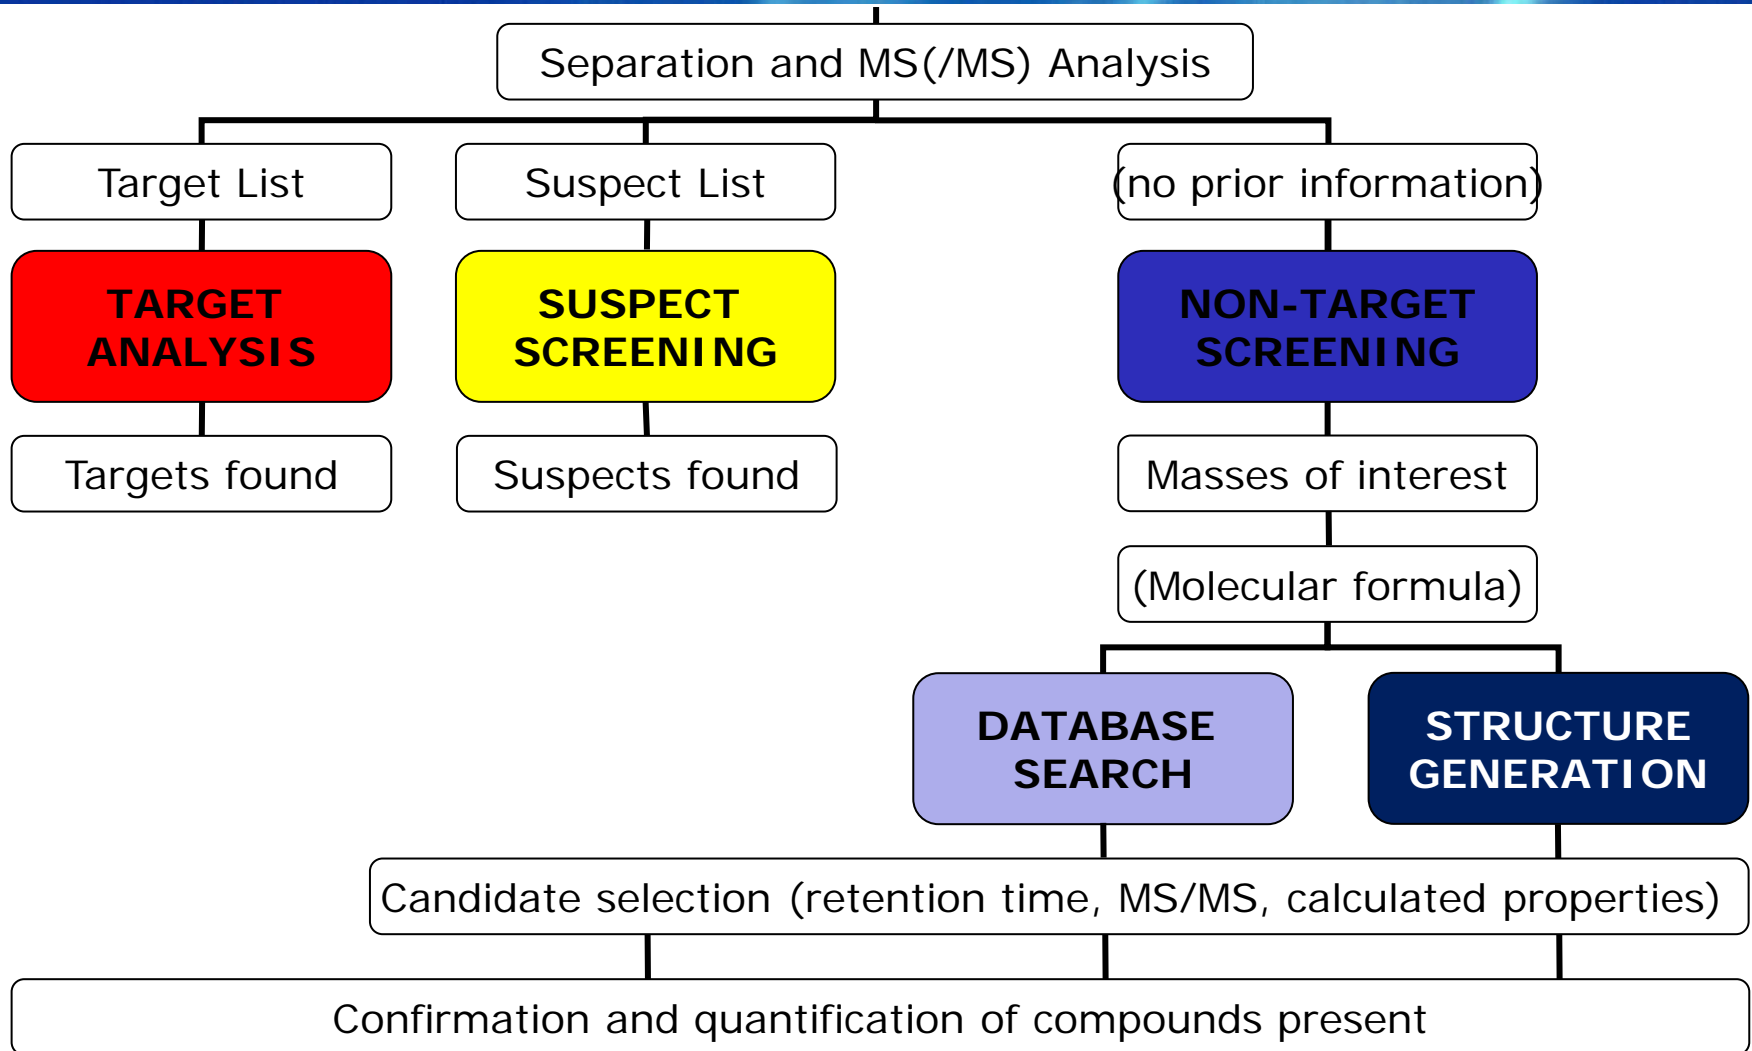 Separation and MS(/MS) Analysis
Target List
Suspect List
(no prior information)
TARGET
ANALYSIS
SUSPECT
SCREENING
NON-TARGET
SCREENING
Targets found
Suspects found
Masses of interest
(Molecular formula)
DATABASE
SEARCH
STRUCTURE
GENERATION
Candidate selection (retention time, MS/MS, calculated properties)
Confirmation and quantification of compounds present